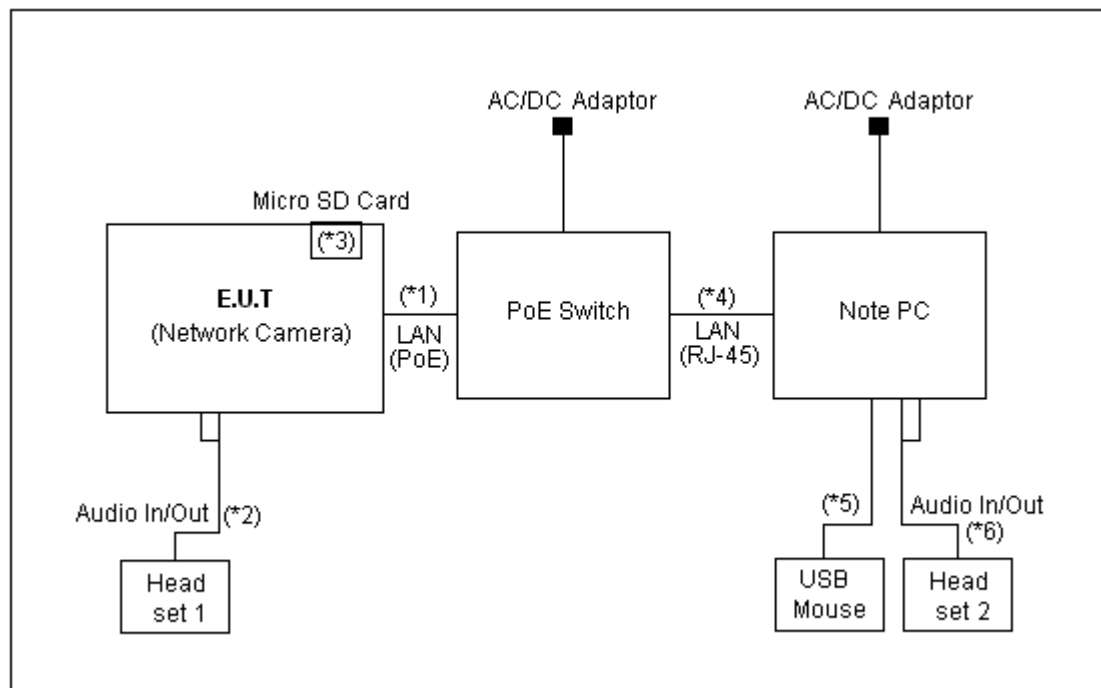 AC/DC Adaptor
AC/DC Adaptor
Micro SD Card
(*3)
E.U.T
(Network Camera)
(*1)
LAN
(PoE)
PoE Switch
(*4)
LAN
(RJ-45)
Note PC
Audio In/Out (*2)
Head
set 1
(*5)
USB
Mouse
Audio In/Out
(*6)
Head
set 2